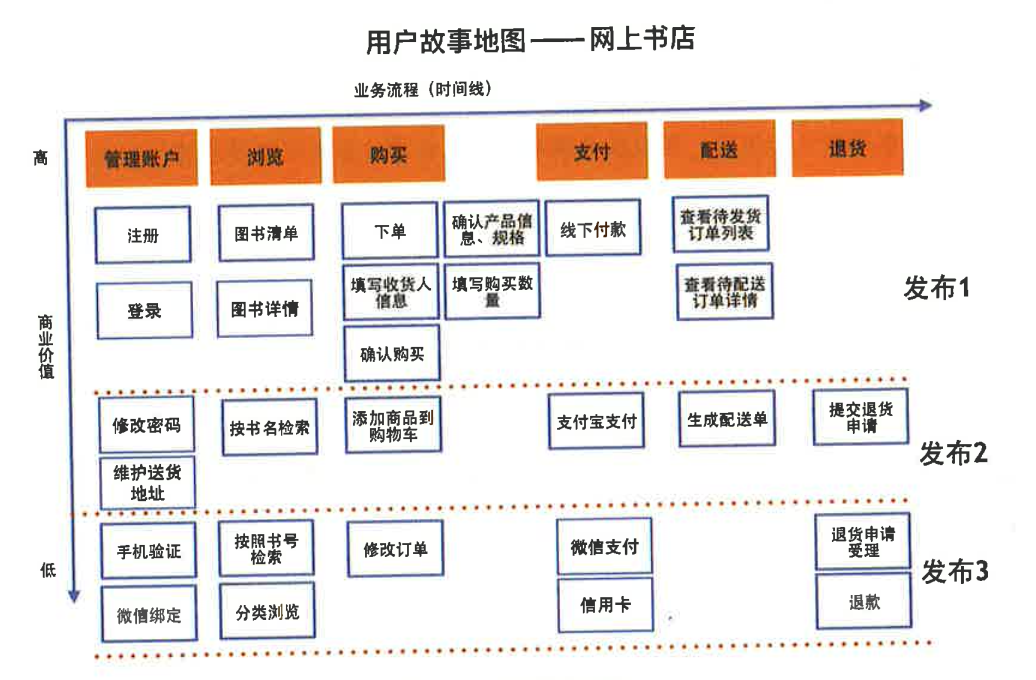 用户故事地图——网上书店
业务流程（时间线）
高
管理账户
浏览
购买
支付
配送
退货
注册
图书清单
下单
确认产品信
息、规格
线下付款
查看待发货
订单列表
登录
图书详情
填写收货人
信息
填写购买数
量
查看待配送
订单详情
发布1
确认购买
商业价值
修改密码
按书名检索
添加商品到
购物车
支付宝支付
生成配送单
提交退货
申请
发布2
维护送货
地址
手机验证
按照书号
检索
修改订单
微信支付
退货申请
受理
发布3
低
微信绑定
分类浏览
信用卡
退款